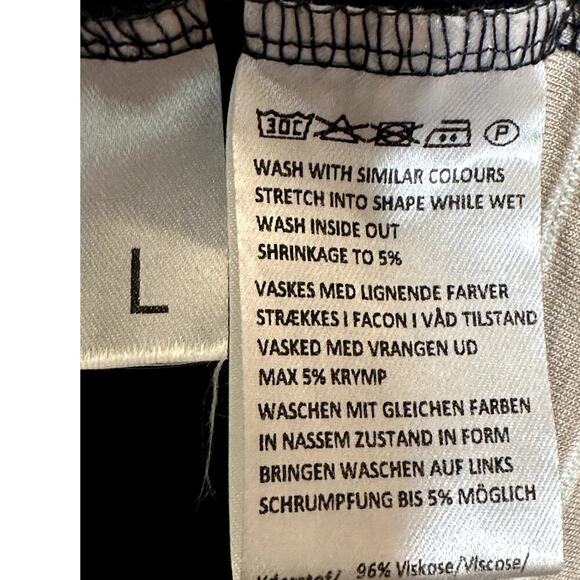 L
30C P
WASH WITH SIMILAR COLOURS
STRETCH INTO SHAPE WHILE WET
WASH INSIDE OUT
SHRINKAGE TO 5%
VASKES MED LIGNENDE FARVER
STRÆKKES I FACON I VÅD TILSTAND
VASKED MED VRANGEN UD
MAX 5% KRYMP
WASCHEN MIT GLEICHEN FARBEN
IN NASSEM ZUSTAND IN FORM
BRINGEN WASCHEN AUF LINKS
SCHRUMPFUNG BIS 5% MÖGLICH
96% Viskose/Viscose/